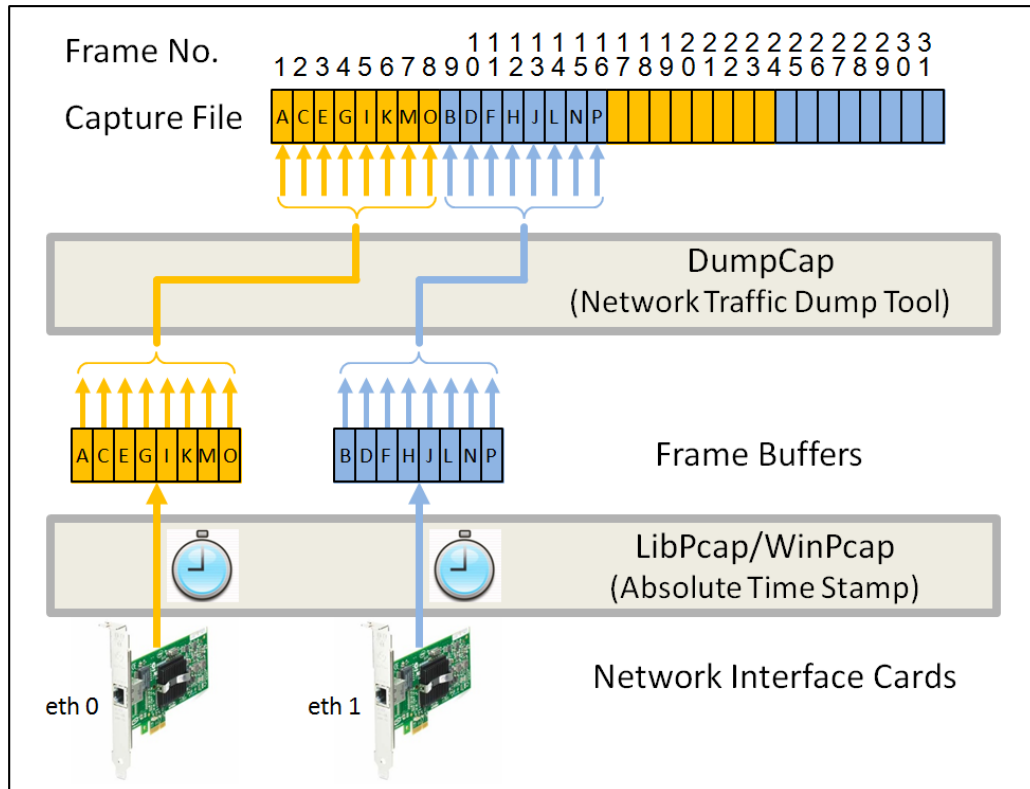 Frame No. 1 2 3 4 5 6 7 8 9 10 11 12 13 14 15 16 17 18 19 20 21 22 23 24 25 26 27 28 29 30 31
Capture File A C E G I K M O B D F H J L N P
DumpCap
(Network Traffic Dump Tool)
A C E G I K M O B D F H J L N P
Frame Buffers
LibPcap/WinPcap
(Absolute Time Stamp)
Network Interface Cards
eth 0 eth 1